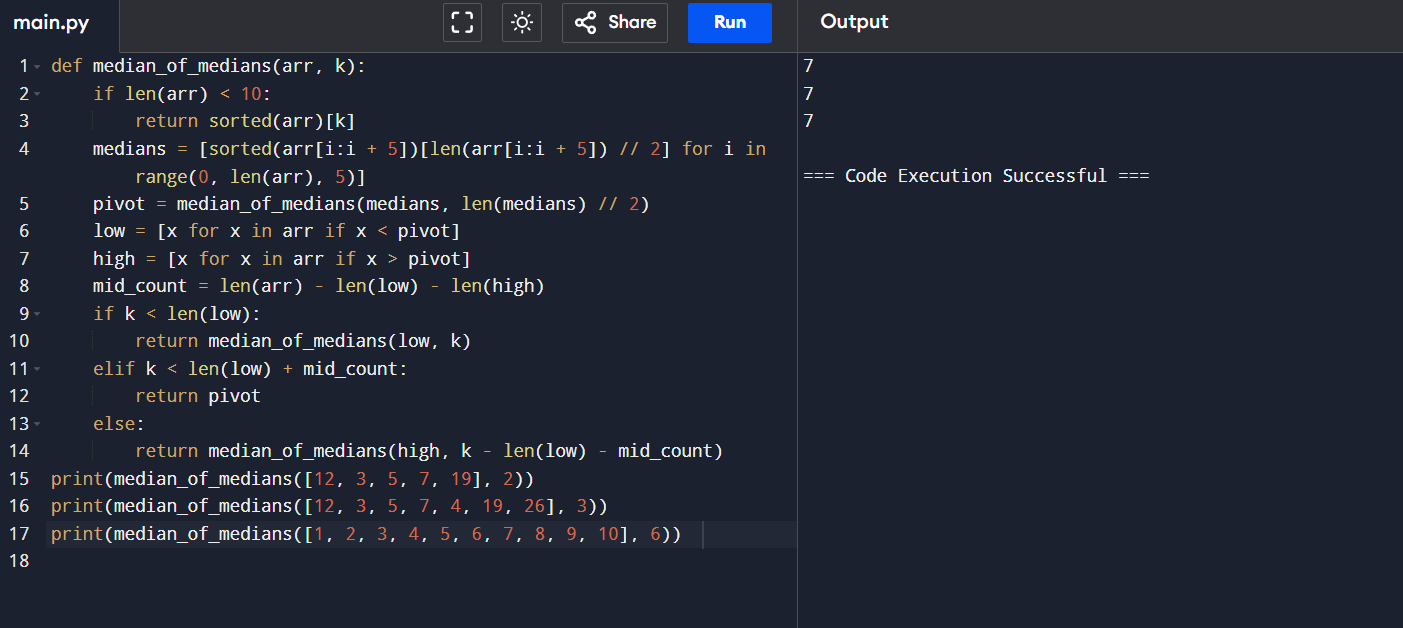 main.py
Share
Run
Output
1 def median_of_medians(arr, k):
2     if len(arr) < 10:
3         return sorted(arr)[k]
4     medians = [sorted(arr[i:i + 5])[len(arr[i:i + 5]) // 2] for i in
        range(0, len(arr), 5)]
5     pivot = median_of_medians(medians, len(medians) // 2)
6     low = [x for x in arr if x < pivot]
7     high = [x for x in arr if x > pivot]
8     mid_count = len(arr) - len(low) - len(high)
9     if k < len(low):
10         return median_of_medians(low, k)
11     elif k < len(low) + mid_count:
12         return pivot
13     else:
14         return median_of_medians(high, k - len(low) - mid_count)
15 print(median_of_medians([12, 3, 5, 7, 19], 2))
16 print(median_of_medians([12, 3, 5, 7, 4, 19, 26], 3))
17 print(median_of_medians([1, 2, 3, 4, 5, 6, 7, 8, 9, 10], 6))
18
7
7
7
=== Code Execution Successful ===